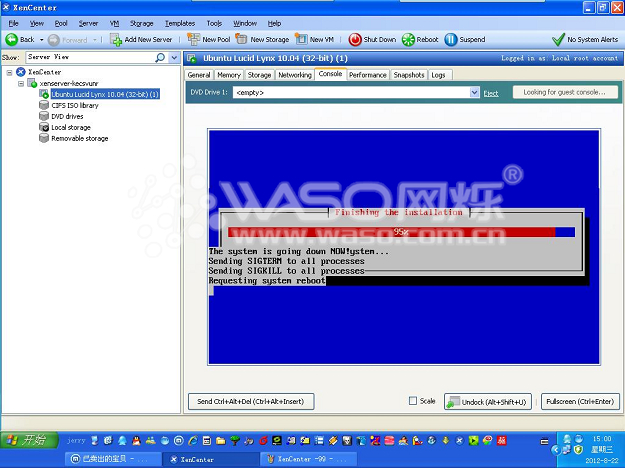 XenCenter
File View Pool Server VM Storage Templates Tools Window Help
Back Forward Add New Server New Pool New Storage New VM Shut Down Reboot Suspend No System Alerts
Show: Server View
Ubuntu Lucid Lynx 10.04 (32-bit) (1)
Logged in as: Local root account
XenCenter
xenserver-kecsvunr
Ubuntu Lucid Lynx 10.04 (32-bit) (1)
CIFS ISO library
DVD drives
Local storage
Removable storage
General Memory Storage Networking Console Performance Snapshots Logs
DVD Drive 1: <empty> Eject Looking for guest console...
WASO网烁®
www.waso.com.cn
Finishing the installation
95%
The system is going down NOW!ystem...
Sending SIGTERM to all processes
Sending SIGKILL to all processes
Requesting system reboot
Send Ctrl+Alt+Del (Ctrl+Alt+Insert) Scale Undock (Alt+Shift+U) Fullscreen (Ctrl+Enter)
开始 jerry 15:00
星期三
已卖出的宝贝 - ... XenCenter XenCenter -99 - ... 2012-8-22